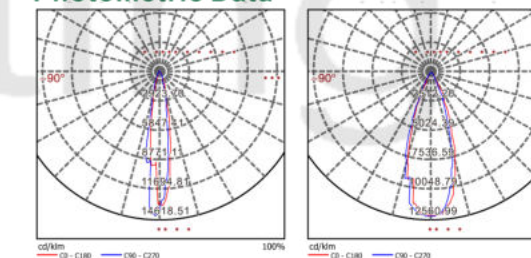 Photometric Data
-90°
-90°
5847.41
5024.39
8771.11
7536.59
11694.81
10048.79
14618.51
12560.99
cd/klm
100%
cd/klm
C0 - C180
C90 - C270
C0 - C180
C90 - C270